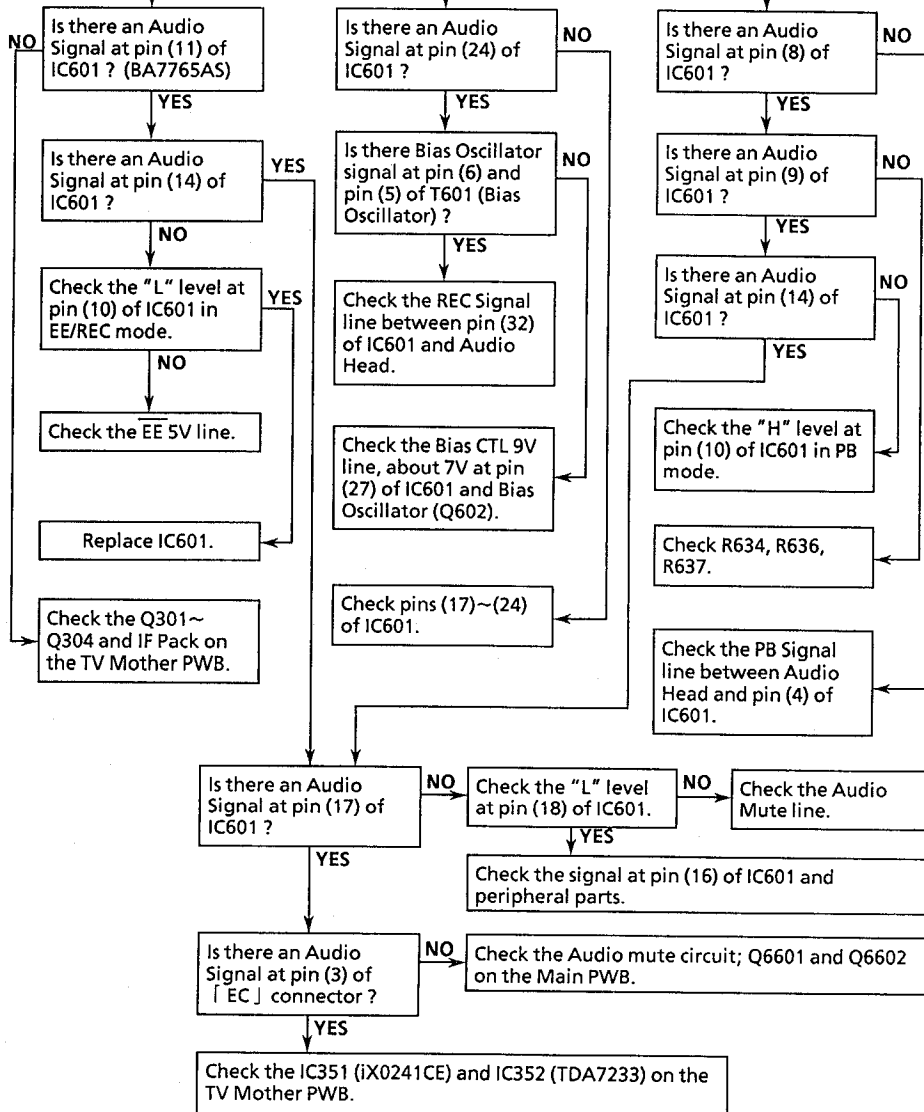 Is there an Audio
Signal at pin (11) of
IC601 ? (BA7765AS)
NO
YES
Is there an Audio
Signal at pin (14) of
IC601 ?
YES
NO
Check the "L" level at
pin (10) of IC601 in
EE/REC mode.
YES
NO
Check the EE 5V line.
Replace IC601.
Check the Q301~
Q304 and IF Pack on
the TV Mother PWB.
Is there an Audio
Signal at pin (24) of
IC601 ?
NO
YES
Is there Bias Oscillator
signal at pin (6) and
pin (5) of T601 (Bias
Oscillator) ?
NO
YES
Check the REC Signal
line between pin (32)
of IC601 and Audio
Head.
Check the Bias CTL 9V
line, about 7V at pin
(27) of IC601 and Bias
Oscillator (Q602).
Check pins (17)~(24)
of IC601.
Is there an Audio
Signal at pin (8) of
IC601 ?
NO
YES
Is there an Audio
Signal at pin (9) of
IC601 ?
NO
YES
Is there an Audio
Signal at pin (14) of
IC601 ?
NO
YES
Check the "H" level at
pin (10) of IC601 in PB
mode.
Check R634, R636,
R637.
Check the PB Signal
line between Audio
Head and pin (4) of
IC601.
Is there an Audio
Signal at pin (17) of
IC601 ?
NO
YES
Check the "L" level
at pin (18) of IC601.
NO
YES
Check the Audio
Mute line.
Check the signal at pin (16) of IC601 and
peripheral parts.
Is there an Audio
Signal at pin (3) of
「EC」 connector ?
NO
YES
Check the Audio mute circuit; Q6601 and Q6602
on the Main PWB.
Check the IC351 (iX0241CE) and IC352 (TDA7233) on the
TV Mother PWB.